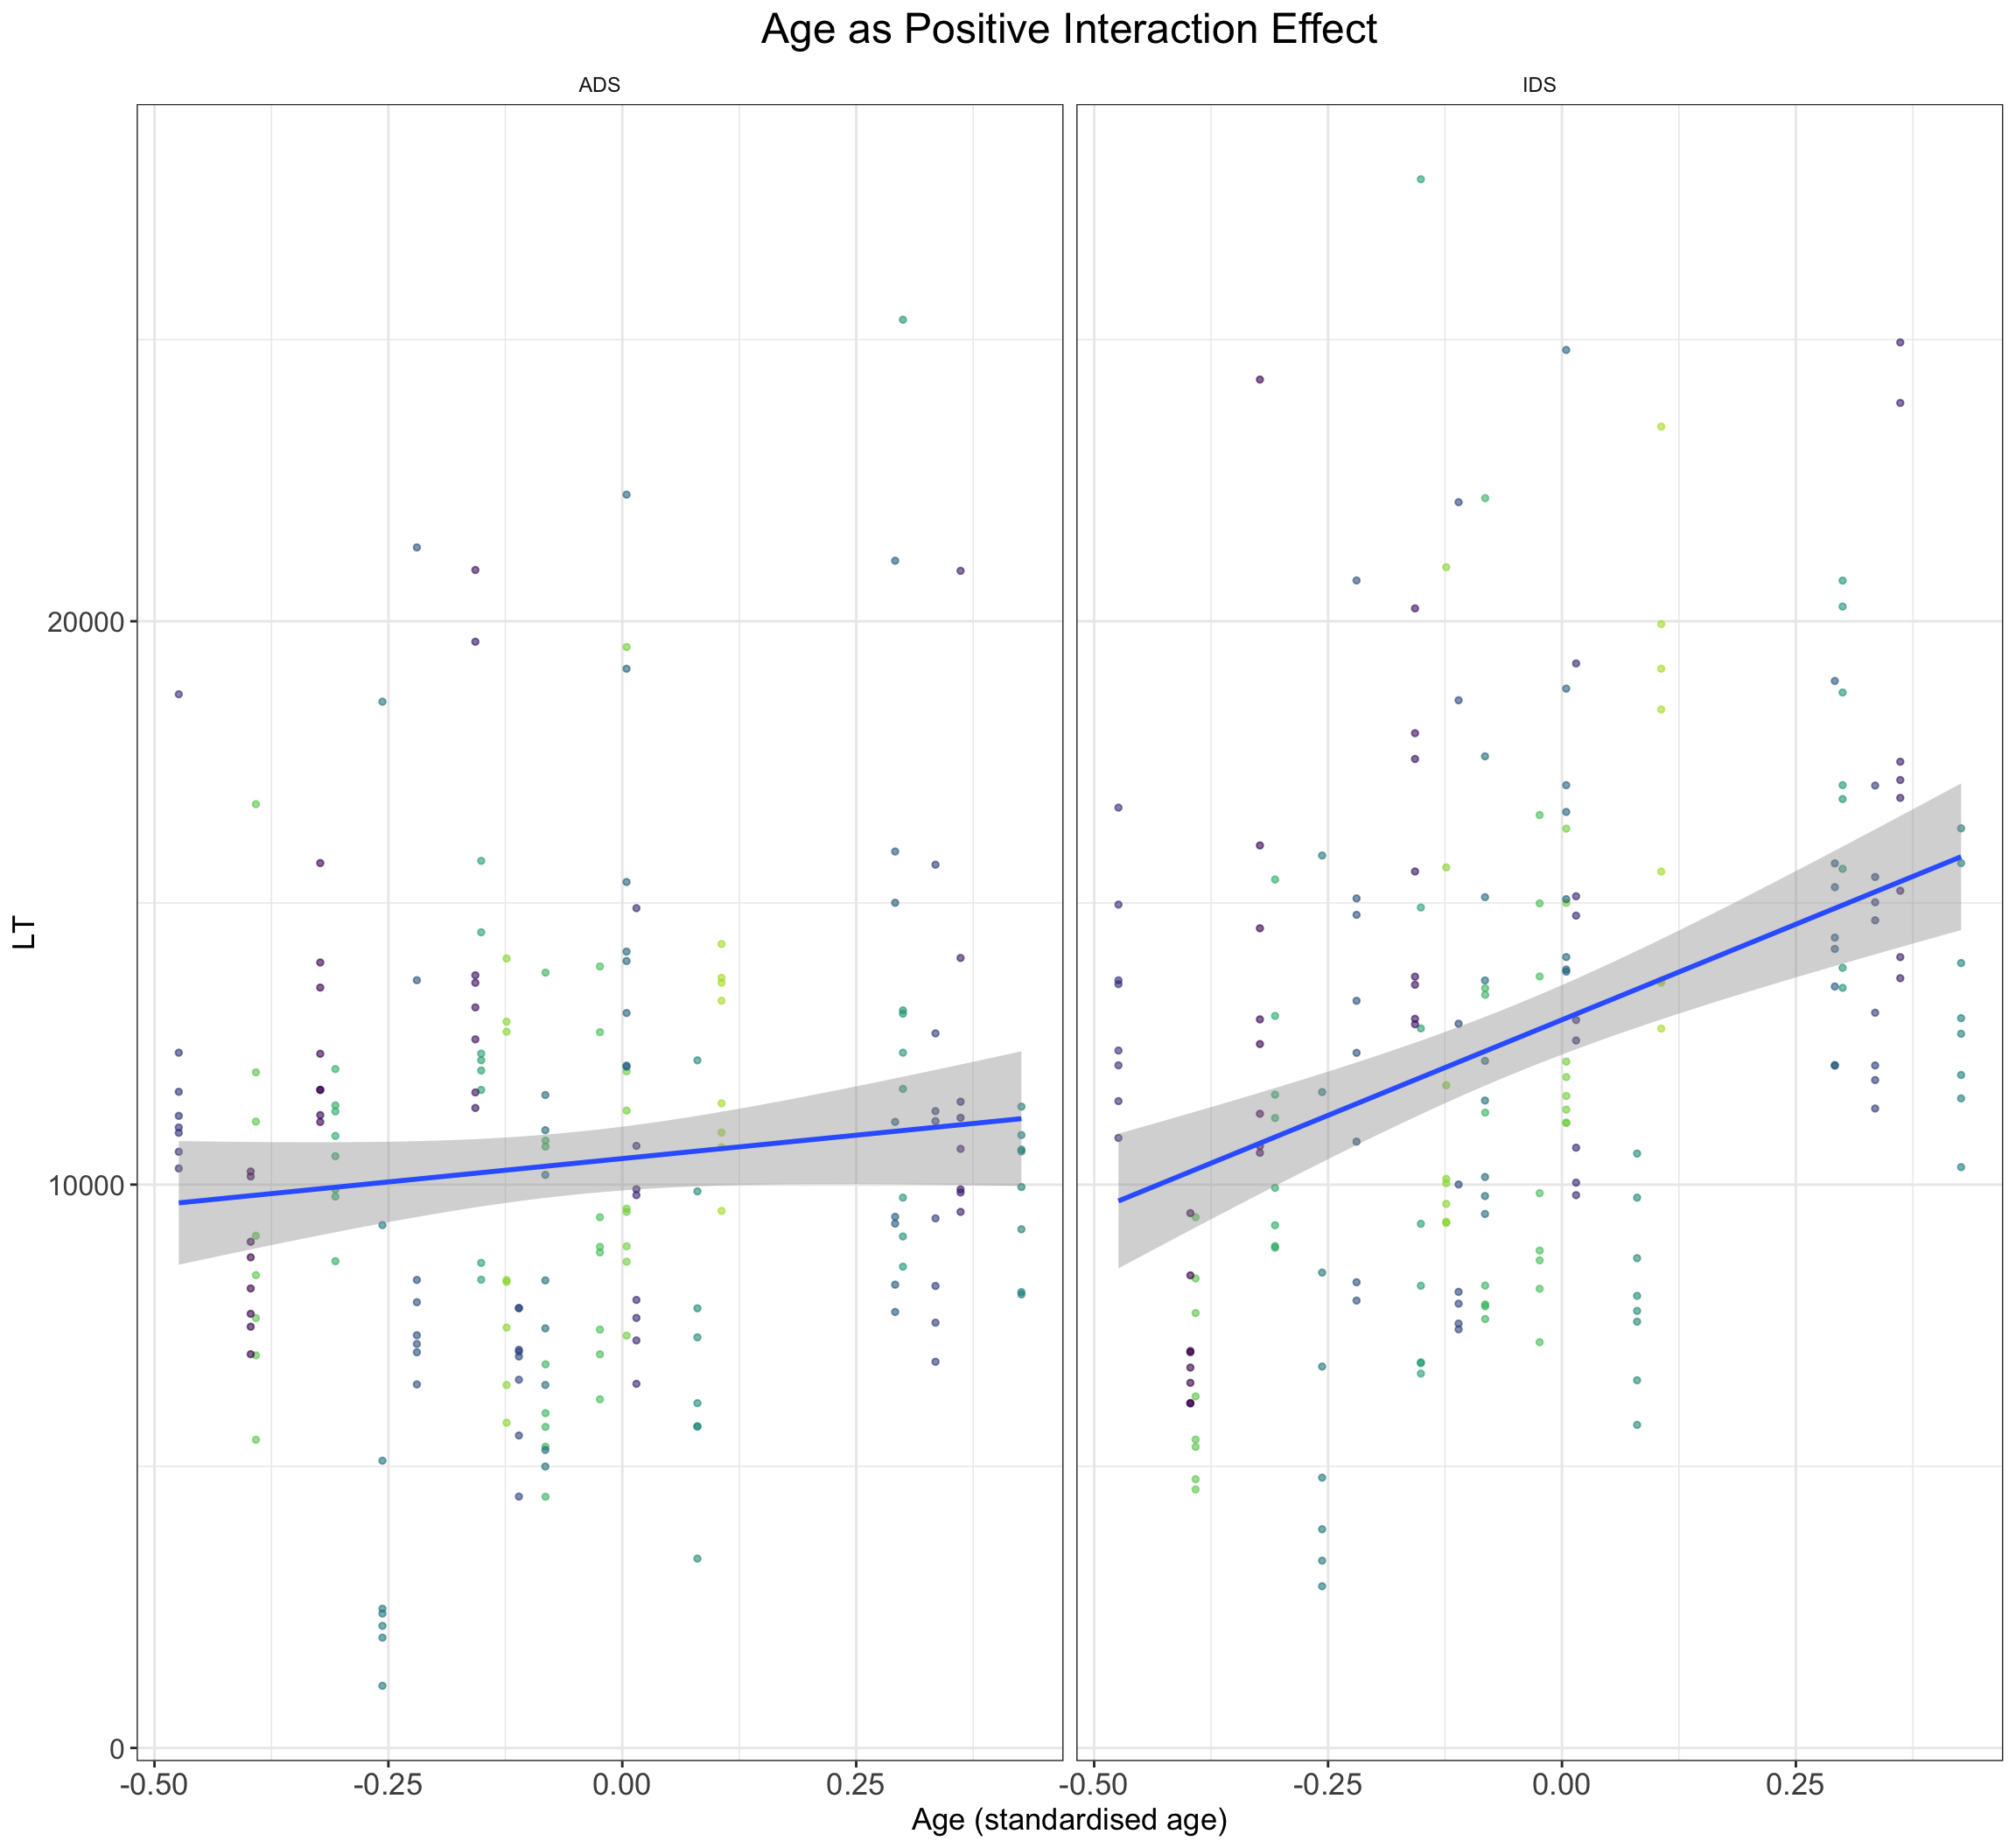 Age as Positive Interaction Effect
ADS
IDS
LT
20000
10000
0
-0.50
-0.25
0.00
0.25
-0.50
-0.25
0.00
0.25
Age (standardised age)